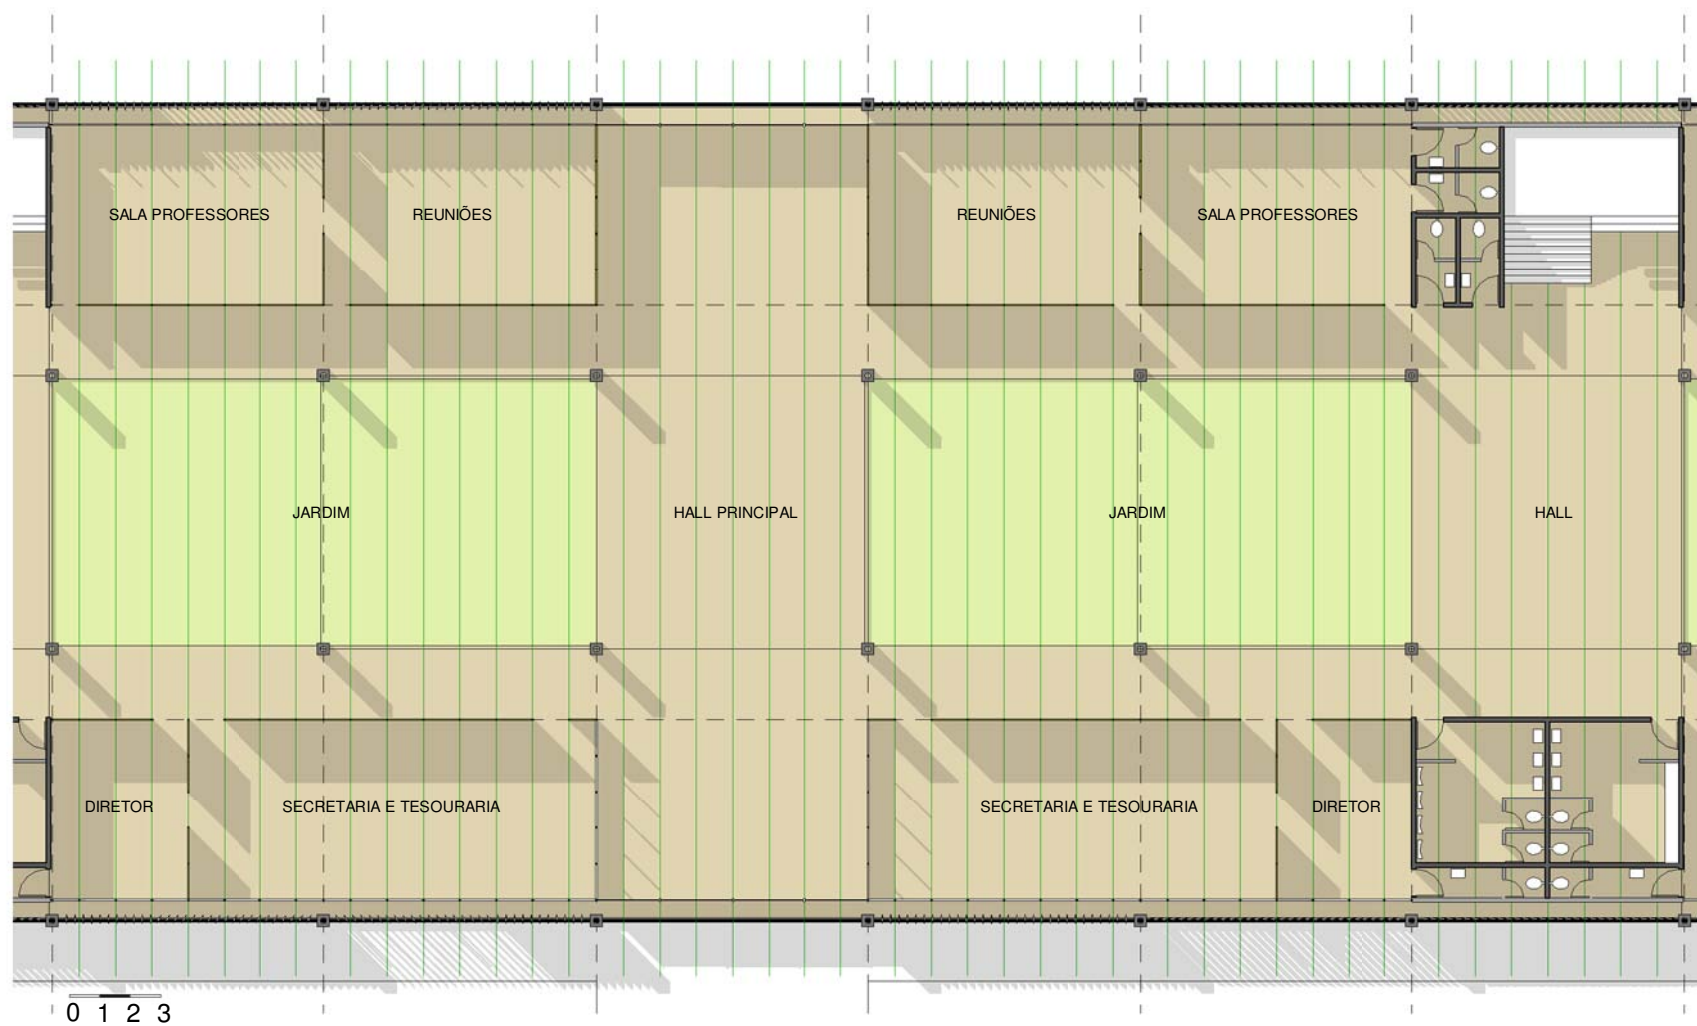 SALA PROFESSORES
REUNIÕES
REUNIÕES
SALA PROFESSORES
JARDIM
HALL PRINCIPAL
JARDIM
HALL
DIRETOR
SECRETARIA E TESOURARIA
SECRETARIA E TESOURARIA
DIRETOR
0 1 2 3